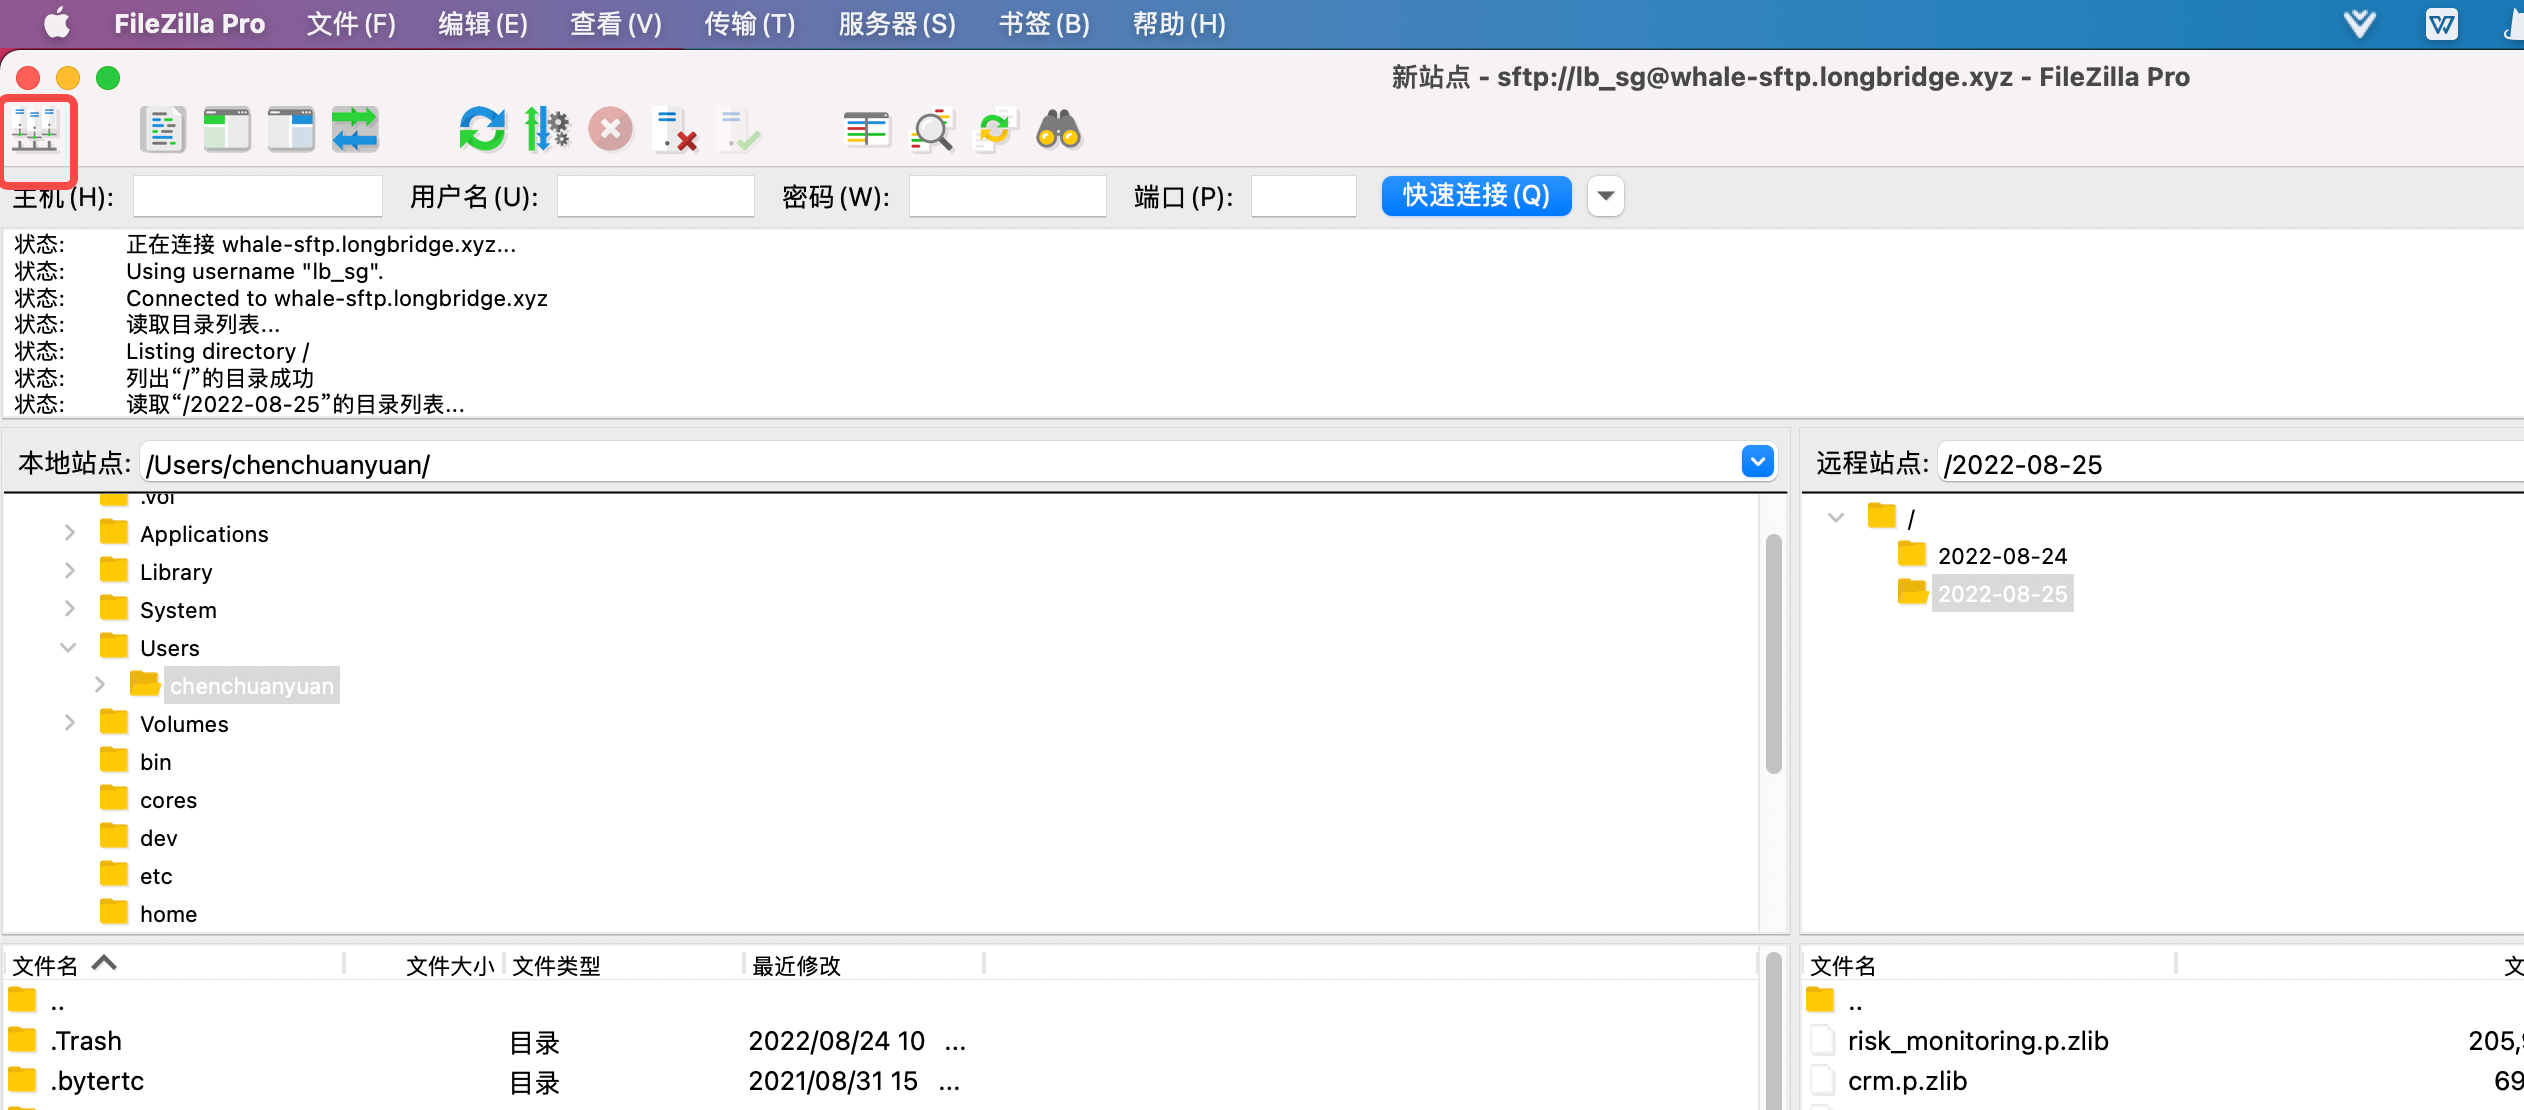 FileZilla Pro 文件(F) 编辑(E) 查看(V) 传输(T) 服务器(S) 书签(B) 帮助(H)
新站点 - sftp://lb_sg@whale-sftp.longbridge.xyz - FileZilla Pro
主机(H): 用户名(U): 密码(W): 端口(P): 快速连接(Q)
状态: 正在连接 whale-sftp.longbridge.xyz...
状态: Using username "lb_sg".
状态: Connected to whale-sftp.longbridge.xyz
状态: 读取目录列表...
状态: Listing directory /
状态: 列出“/”的目录成功
状态: 读取“/2022-08-25”的目录列表...
本地站点: /Users/chenchuanyuan/
.vol
Applications
Library
System
Users
chenchuanyuan
Volumes
bin
cores
dev
etc
home
远程站点: /2022-08-25
/
2022-08-24
2022-08-25
文件名 文件大小 文件类型 最近修改
..
.Trash 目录 2022/08/24 10 ...
.bytertc 目录 2021/08/31 15 ...
文件名 文
..
risk_monitoring.p.zlib 205,
crm.p.zlib 69